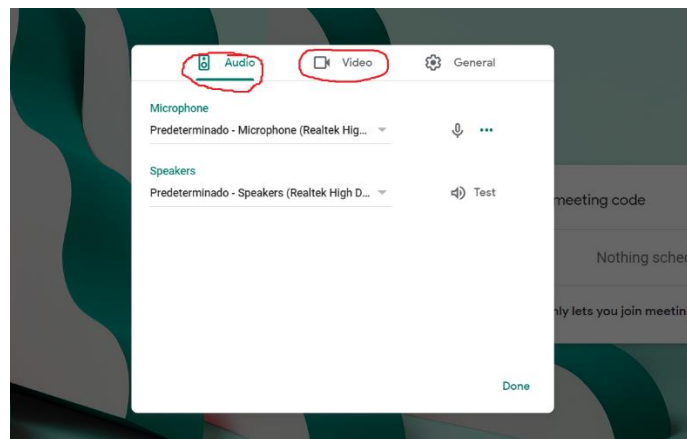 Audio Video General
Microphone
Predeterminado - Microphone (Realtek Hig...
Speakers
Predeterminado - Speakers (Realtek High D...
Test
meeting code
Nothing sched
nly lets you join meetin
Done